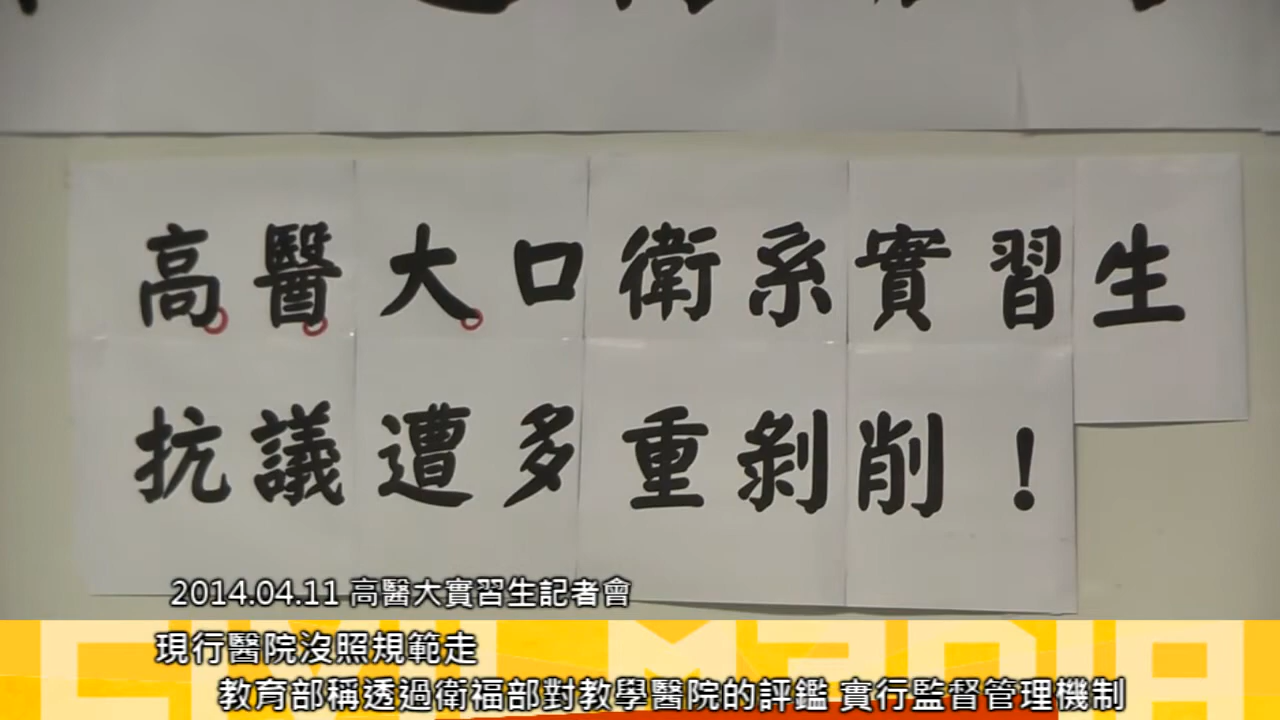 高醫大口衛系實習生
抗議遭多重剝削！
2014.04.11 高醫大實習生記者會
現行醫院沒照規範走
教育部稱透過衛福部對教學醫院的評鑑 實行監督管理機制